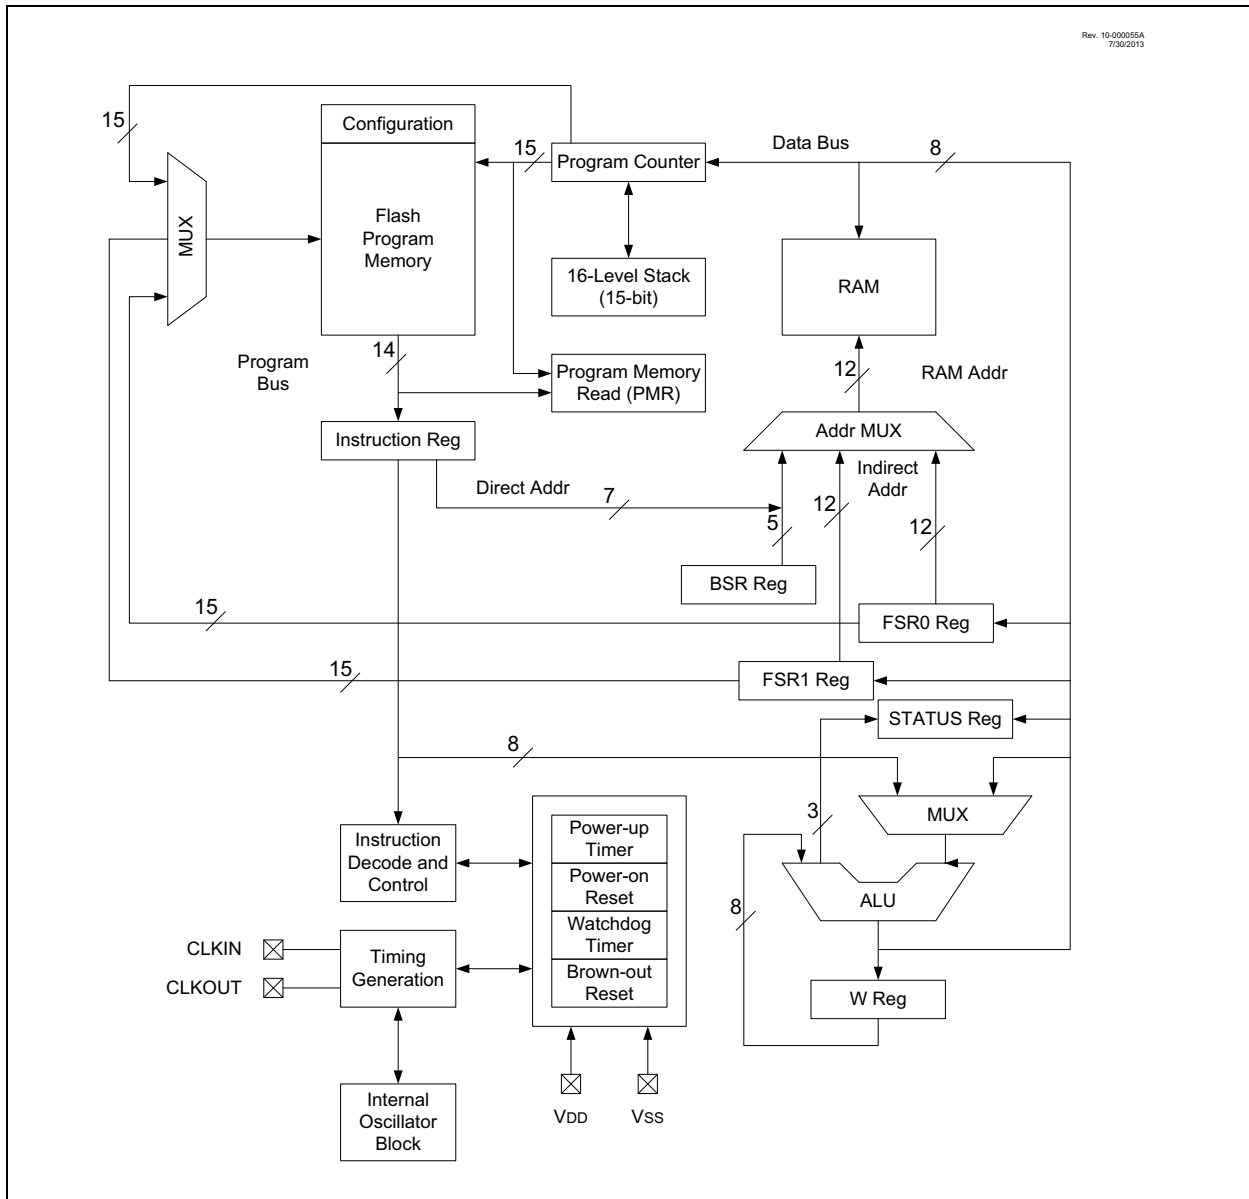 Rev. 10-000055A
7/30/2013
15
Configuration
15
Program Counter
Data Bus
8
MUX
Flash
Program
Memory
16-Level Stack
(15-bit)
RAM
Program
Bus
14
Program Memory
Read (PMR)
12
RAM Addr
Instruction Reg
Addr MUX
Direct Addr
7
Indirect
Addr
5
12
12
BSR Reg
15
FSR0 Reg
15
FSR1 Reg
STATUS Reg
8
3
MUX
Instruction
Decode and
Control
Power-up
Timer
Power-on
Reset
Watchdog
Timer
Brown-out
Reset
8
ALU
CLKIN
CLKOUT
Timing
Generation
W Reg
Internal
Oscillator
Block
VDD
VSS